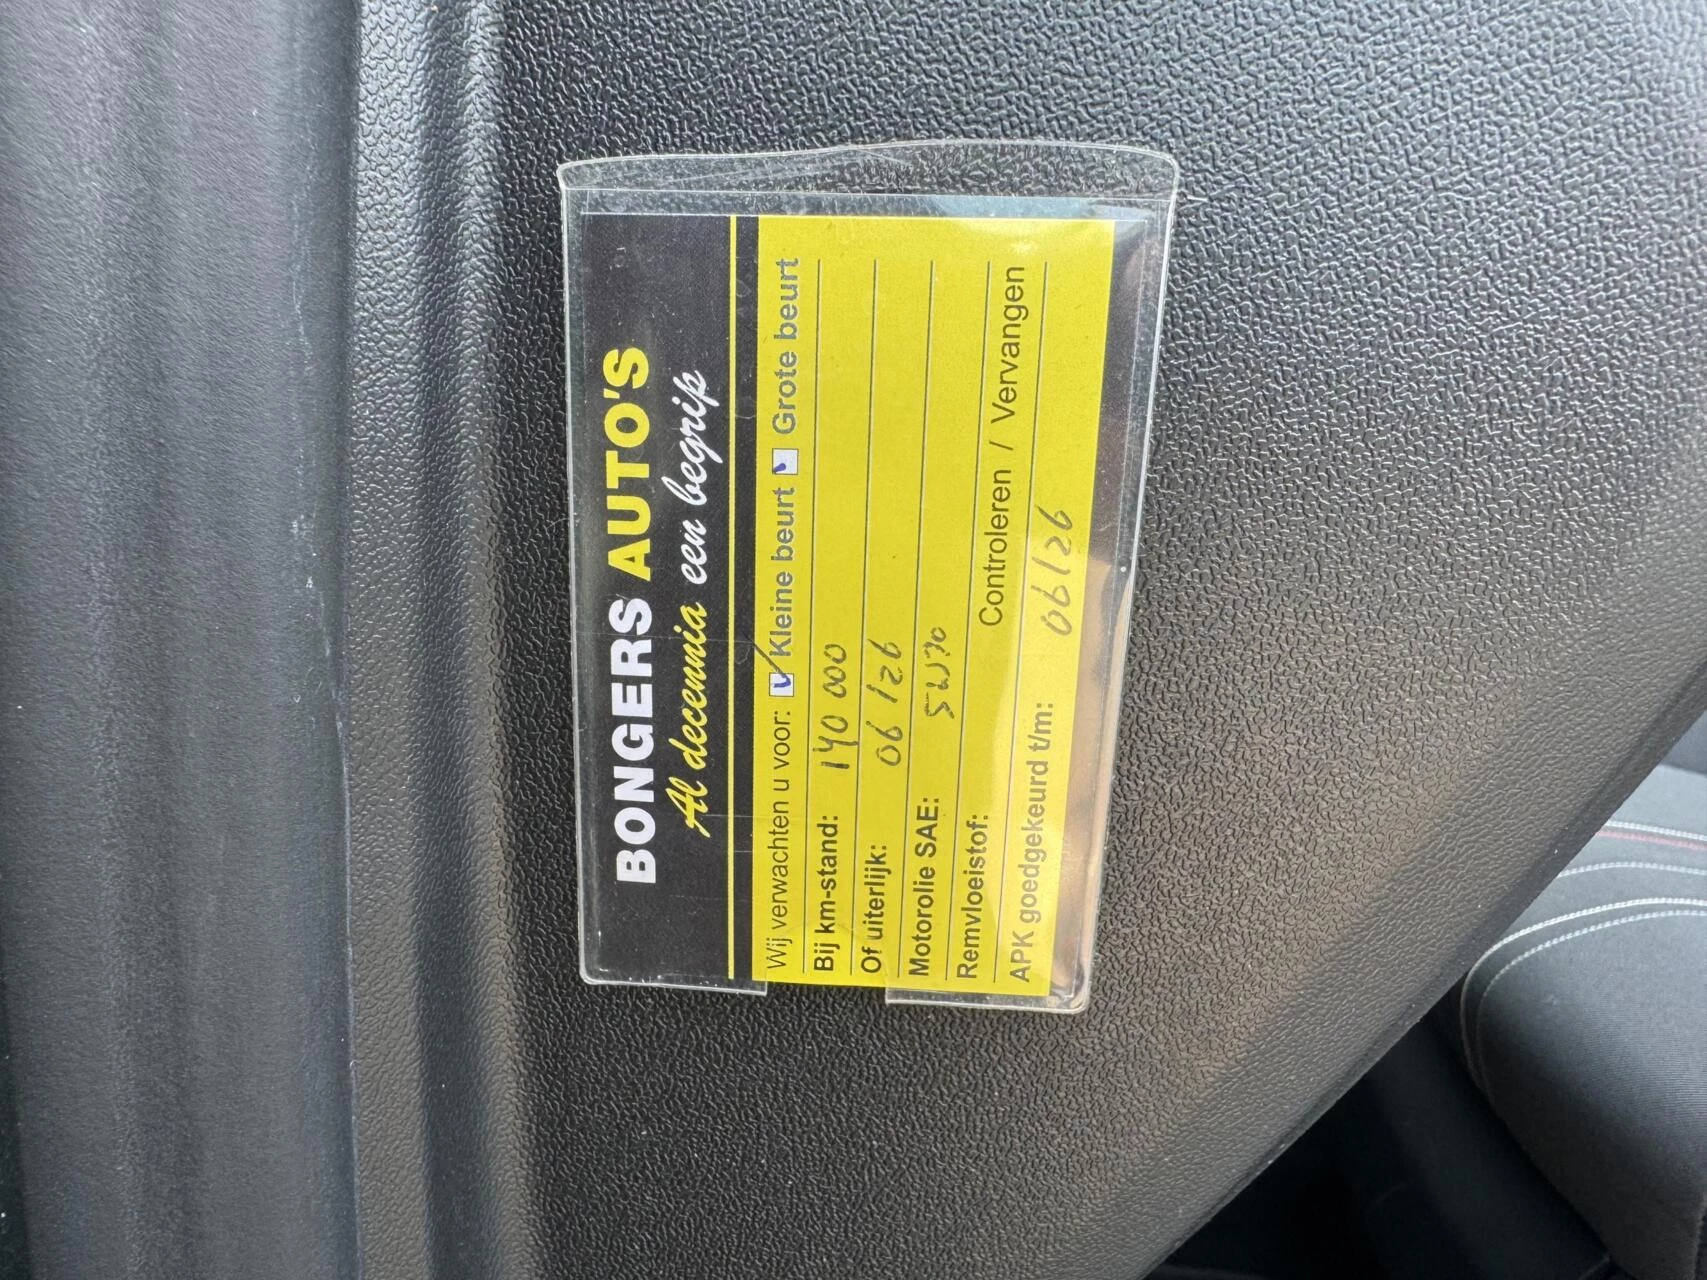 BONGERS AUTO'S
Al decennia een begrip
Wij verwachten u voor: Kleine beurt Grote beurt
Bij km-stand: 140 000
Of uiterlijk: 06/26
Motorolie SAE: 5W30
Remvloeistof: Controleren / Vervangen
APK goedgekeurd t/m: 06/26